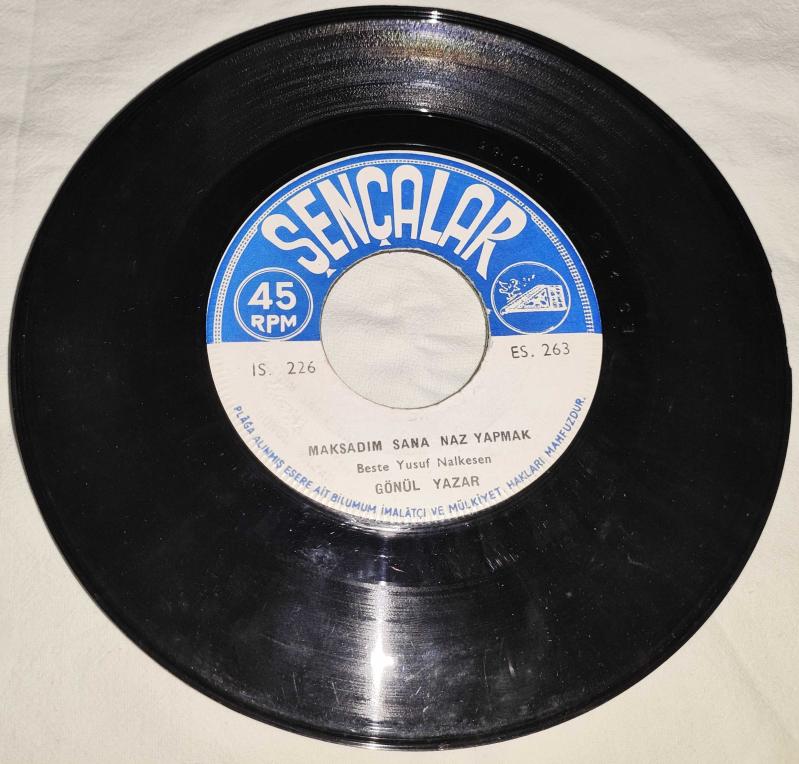 ŞENÇALAR
45
RPM
IS. 226
ES. 263
MAKSADIM SANA NAZ YAPMAK
Beste Yusuf Nalkesen
GÖNÜL YAZAR
PLÂĞA ALINMIŞ ESERE AİT BİLUMUM İMALÂTÇI VE MÜLKİYET HAKLARI MAHFUZDUR.